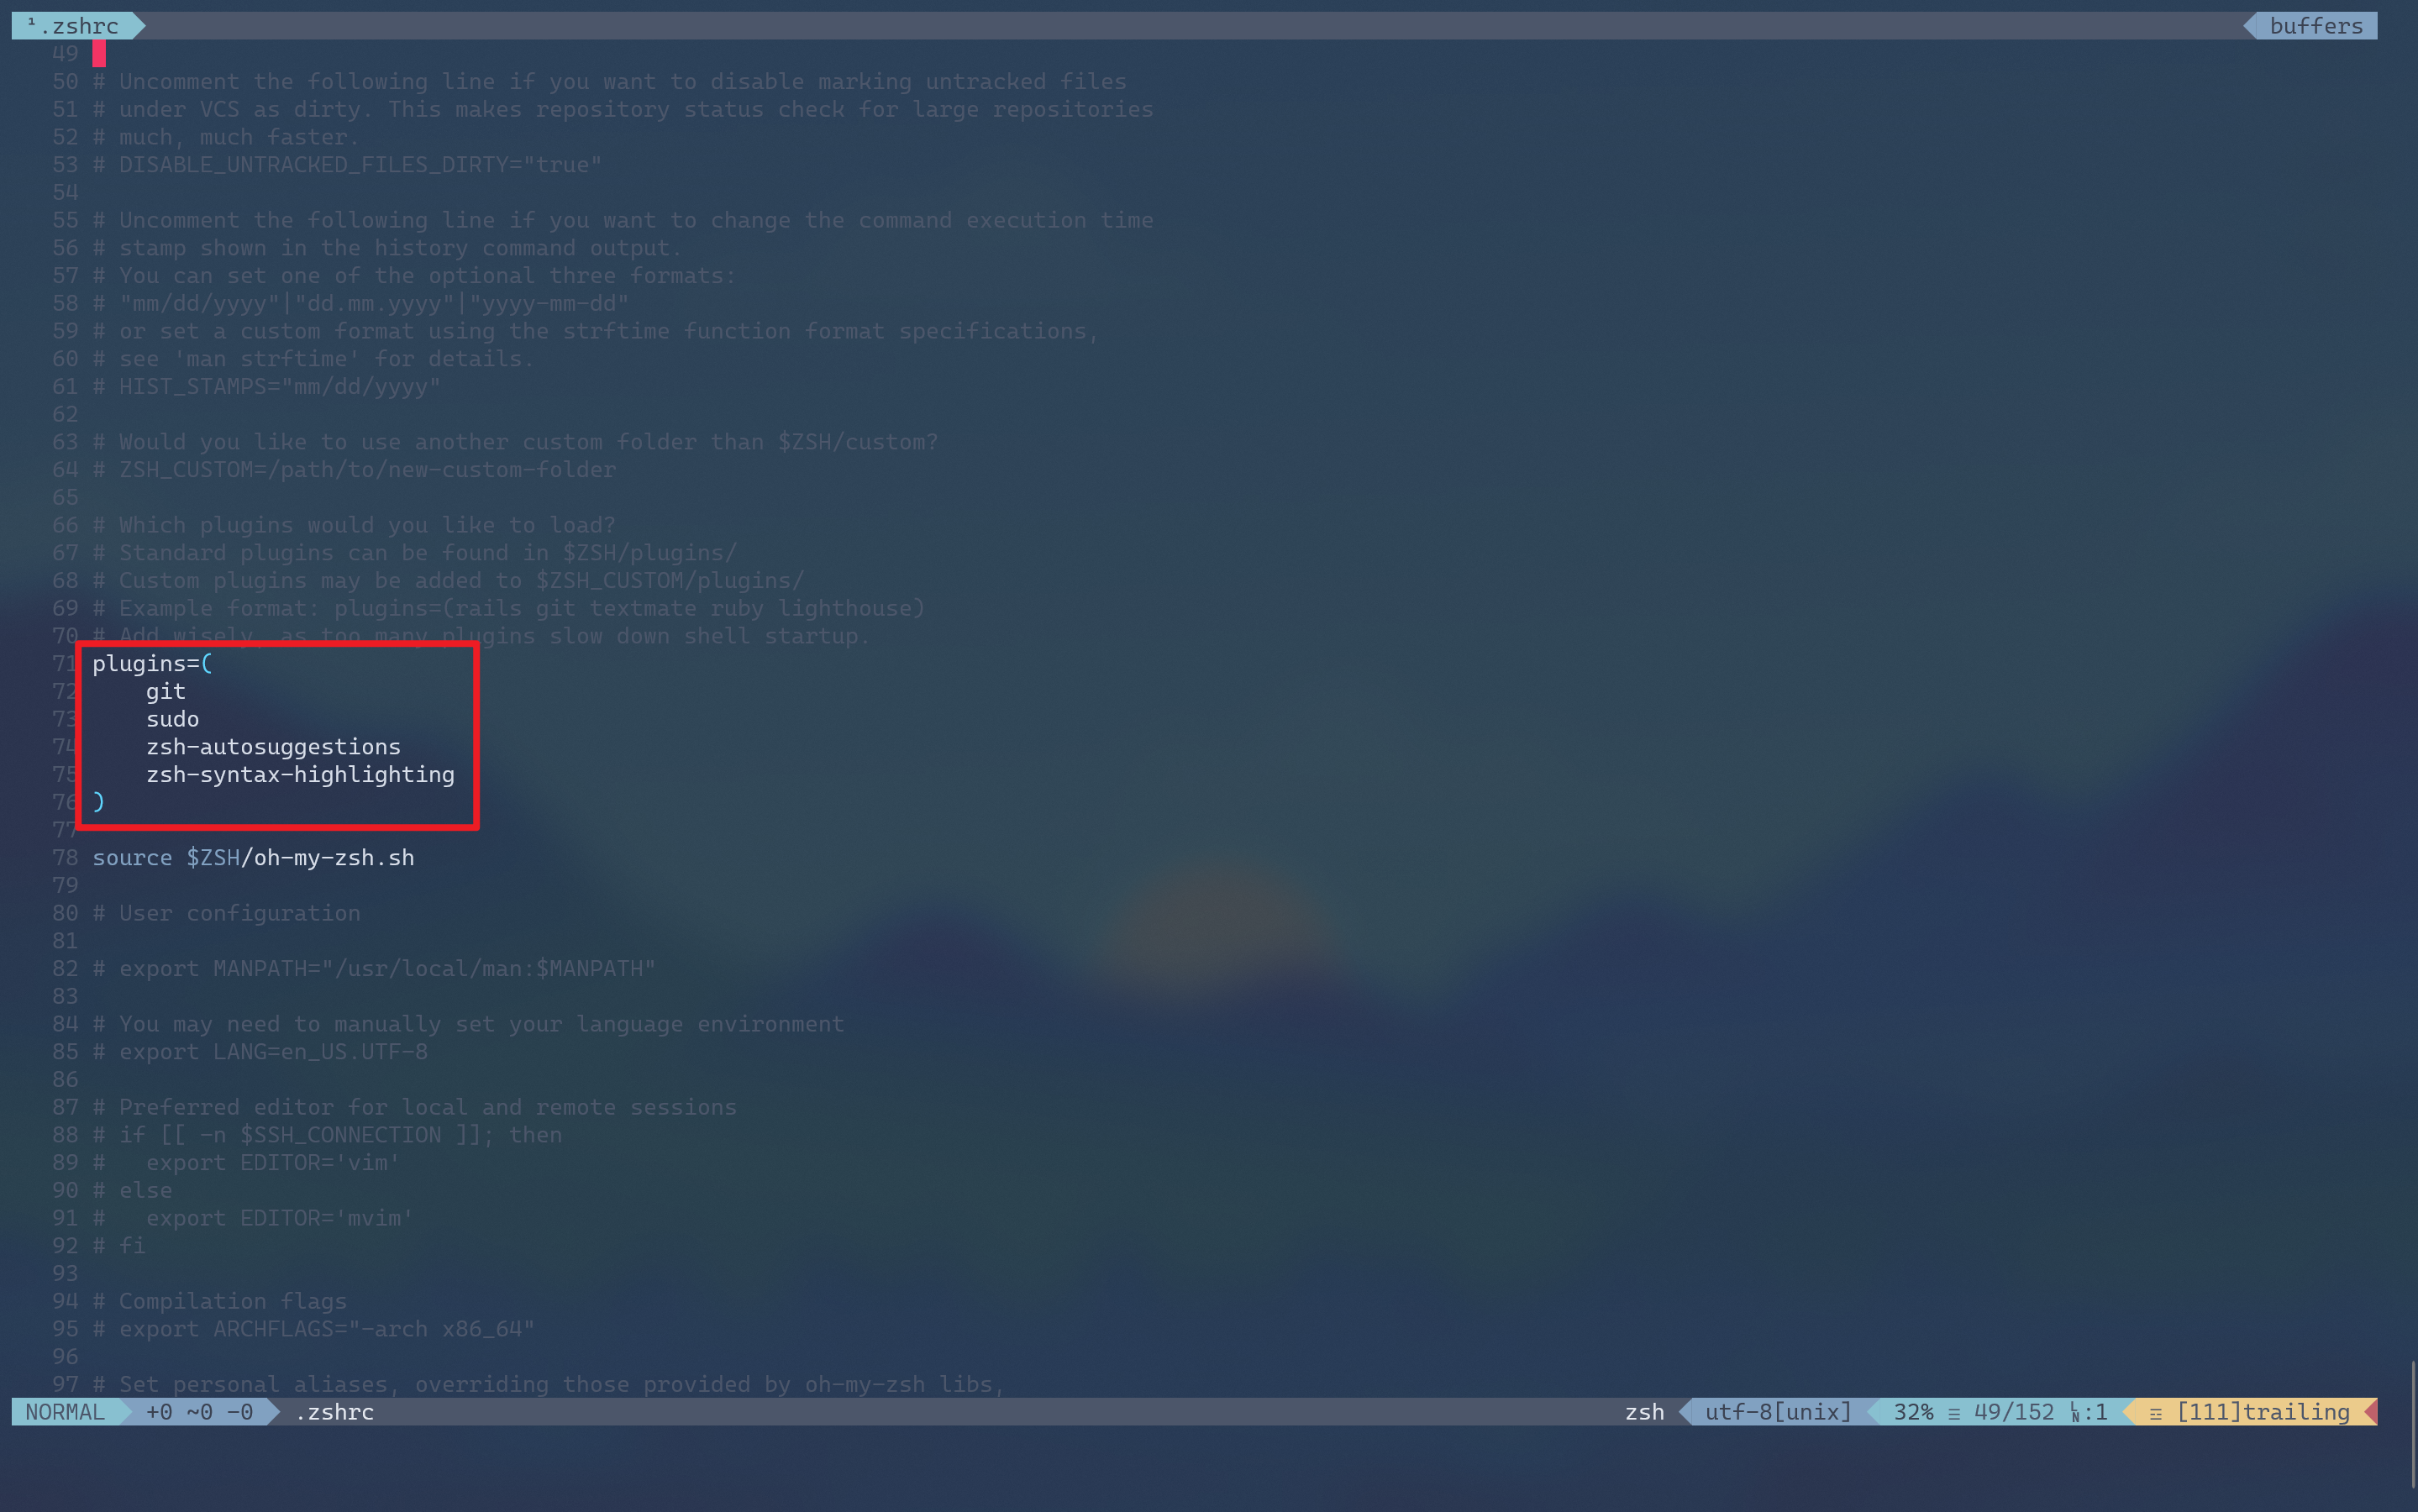 ¹.zshrc buffers
49
50 # Uncomment the following line if you want to disable marking untracked files
51 # under VCS as dirty. This makes repository status check for large repositories
52 # much, much faster.
53 # DISABLE_UNTRACKED_FILES_DIRTY="true"
54
55 # Uncomment the following line if you want to change the command execution time
56 # stamp shown in the history command output.
57 # You can set one of the optional three formats:
58 # "mm/dd/yyyy"|"dd.mm.yyyy"|"yyyy-mm-dd"
59 # or set a custom format using the strftime function format specifications,
60 # see 'man strftime' for details.
61 # HIST_STAMPS="mm/dd/yyyy"
62
63 # Would you like to use another custom folder than $ZSH/custom?
64 # ZSH_CUSTOM=/path/to/new-custom-folder
65
66 # Which plugins would you like to load?
67 # Standard plugins can be found in $ZSH/plugins/
68 # Custom plugins may be added to $ZSH_CUSTOM/plugins/
69 # Example format: plugins=(rails git textmate ruby lighthouse)
70 # Add wisely, as too many plugins slow down shell startup.
71 plugins=(
72     git
73     sudo
74     zsh-autosuggestions
75     zsh-syntax-highlighting
76 )
77
78 source $ZSH/oh-my-zsh.sh
79
80 # User configuration
81
82 # export MANPATH="/usr/local/man:$MANPATH"
83
84 # You may need to manually set your language environment
85 # export LANG=en_US.UTF-8
86
87 # Preferred editor for local and remote sessions
88 # if [[ -n $SSH_CONNECTION ]]; then
89 #   export EDITOR='vim'
90 # else
91 #   export EDITOR='mvim'
92 # fi
93
94 # Compilation flags
95 # export ARCHFLAGS="-arch x86_64"
96
97 # Set personal aliases, overriding those provided by oh-my-zsh libs,
NORMAL +0 ~0 -0 .zshrc zsh utf-8[unix] 32% ☰ 49/152 ␤:1 ☲ [111]trailing